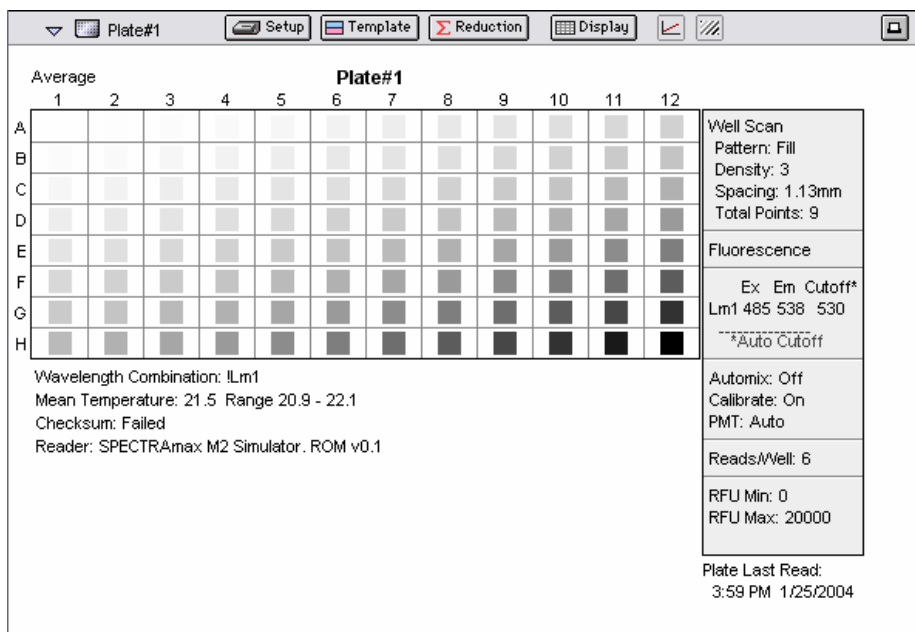 Plate#1 Setup Template Reduction Display
Average Plate#1
1 2 3 4 5 6 7 8 9 10 11 12
A
B
C
D
E
F
G
H
Well Scan
Pattern: Fill
Density: 3
Spacing: 1.13mm
Total Points: 9
Fluorescence
Ex Em Cutoff*
Lm1 485 538 530
*Auto Cutoff
Automix: Off
Calibrate: On
PMT: Auto
Reads/Well: 6
RFU Min: 0
RFU Max: 20000
Plate Last Read:
3:59 PM 1/25/2004
Wavelength Combination: !Lm1
Mean Temperature: 21.5 Range 20.9 - 22.1
Checksum: Failed
Reader: SPECTRAmax M2 Simulator. ROM v0.1